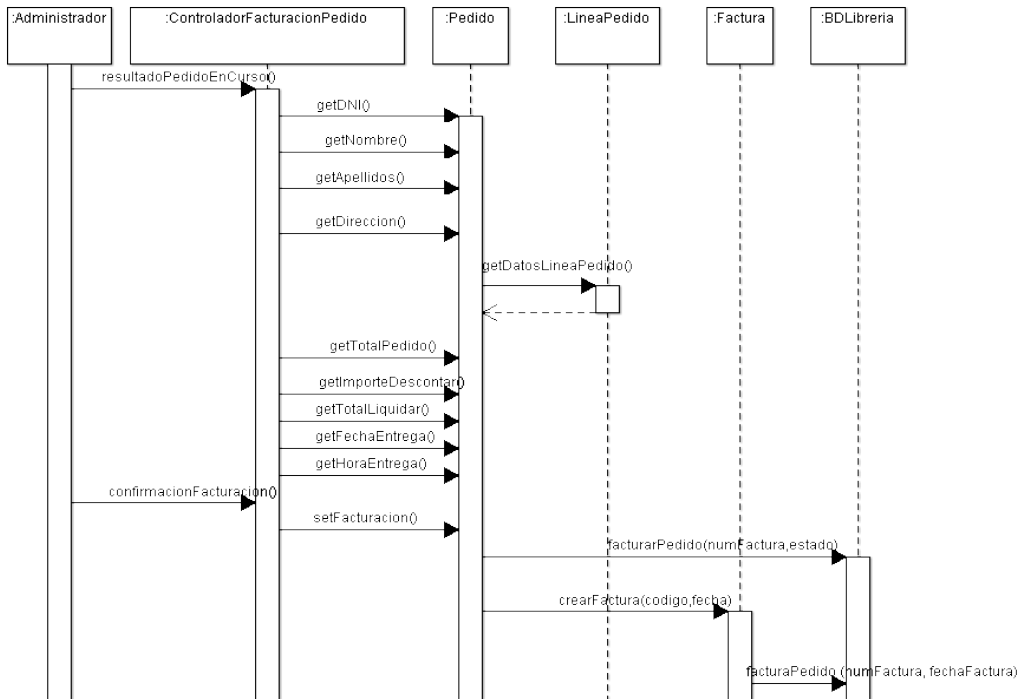 :Administrador
:ControladorFacturacionPedido
:Pedido
:LineaPedido
:Factura
:BDLibreria
resultadoPedidoEnCurso()
getDNI()
getNombre()
getApellidos()
getDireccion()
getDatosLineaPedido()
getTotalPedido()
getImporteDescontar()
getTotalLiquidar()
getFechaEntrega()
getHoraEntrega()
confirmacionFacturacion()
setFacturacion()
facturarPedido(numFactura,estado)
crearFactura(codigo,fecha)
facturaPedido (numFactura, fechaFactura)